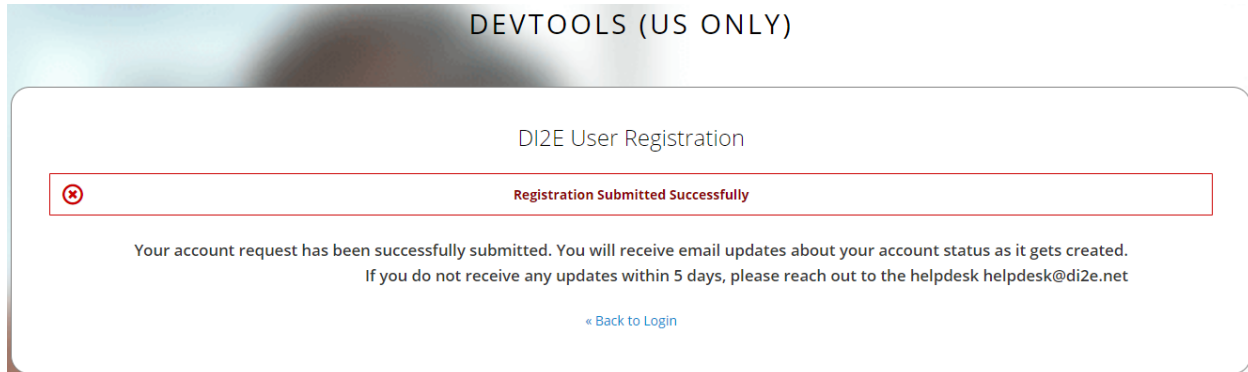 DEVTOOLS (US ONLY)
DI2E User Registration
Registration Submitted Successfully
Your account request has been successfully submitted. You will receive email updates about your account status as it gets created.
If you do not receive any updates within 5 days, please reach out to the helpdesk helpdesk@di2e.net
« Back to Login